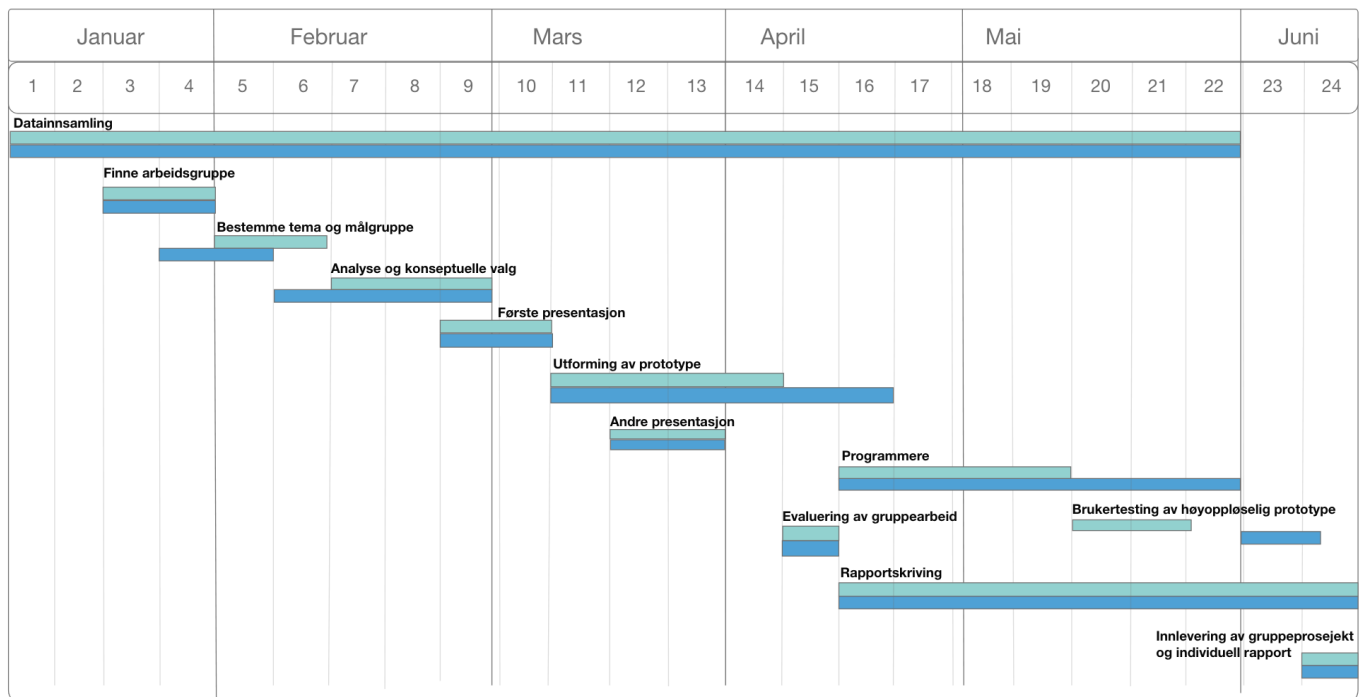 Januar Februar Mars April Mai Juni
1 2 3 4 5 6 7 8 9 10 11 12 13 14 15 16 17 18 19 20 21 22 23 24
Datainnsamling
Finne arbeidsgruppe
Bestemme tema og målgruppe
Analyse og konseptuelle valg
Første presentasjon
Utforming av prototype
Andre presentasjon
Programmere
Brukertesting av høyoppløselig prototype
Evaluering av gruppearbeid
Rapportskriving
Innlevering av gruppeprosejekt
og individuell rapport